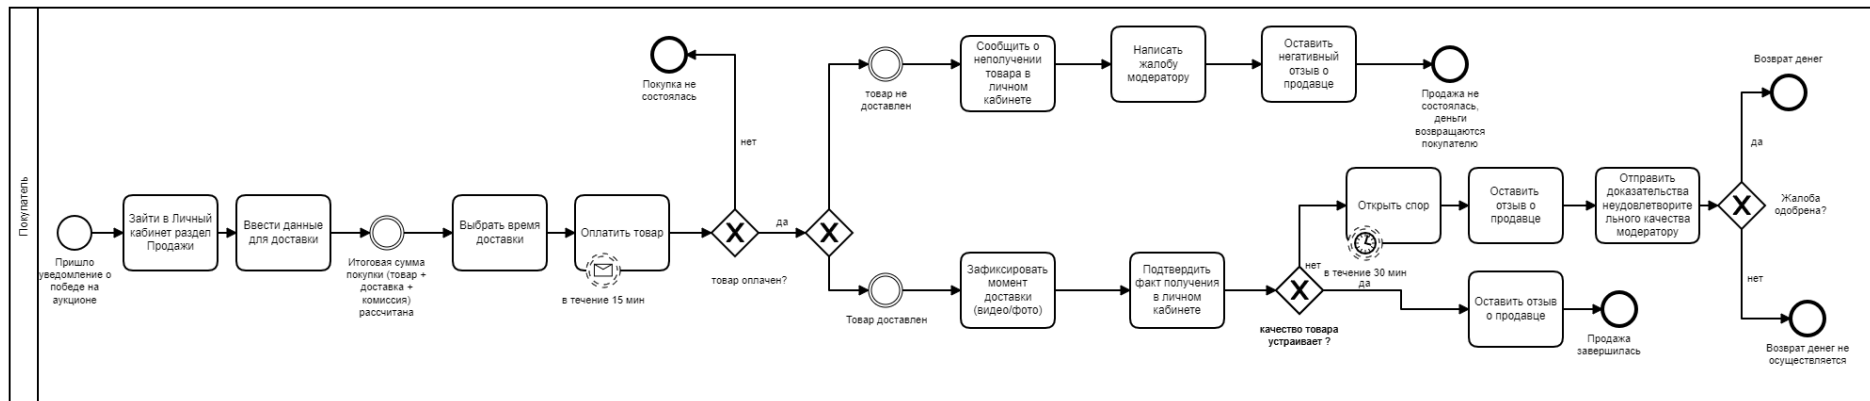 Покупатель
Пришло
уведомление о
победе на
аукционе
Зайти в Личный
кабинет раздел
Продажи
Ввести данные
для доставки
Итоговая сумма
покупки (товар +
доставка +
комиссия)
рассчитана
Выбрать время
доставки
Оплатить товар
в течение 15 мин
товар оплачен?
нет
Покупка не
состоялась
да
товар не
доставлен
Сообщить о
неполучении
товара в
личном
кабинете
Написать
жалобу
модератору
Оставить
негативный
отзыв о
продавце
Продажа не
состоялась,
деньги
возвращаются
покупателю
Товар доставлен
Зафиксировать
момент
доставки
(видео/фото)
Подтвердить
факт получения
в личном
кабинете
качество товара
устраивает ?
нет
Открыть спор
в течение 30 мин
Оставить
отзыв о
продавце
Отправить
доказательства
неудовлетворите
льного качества
модератору
Жалоба
одобрена?
да
Возврат денег
нет
Возврат денег не
осуществляется
да
Оставить отзыв
о продавце
Продажа
завершилась